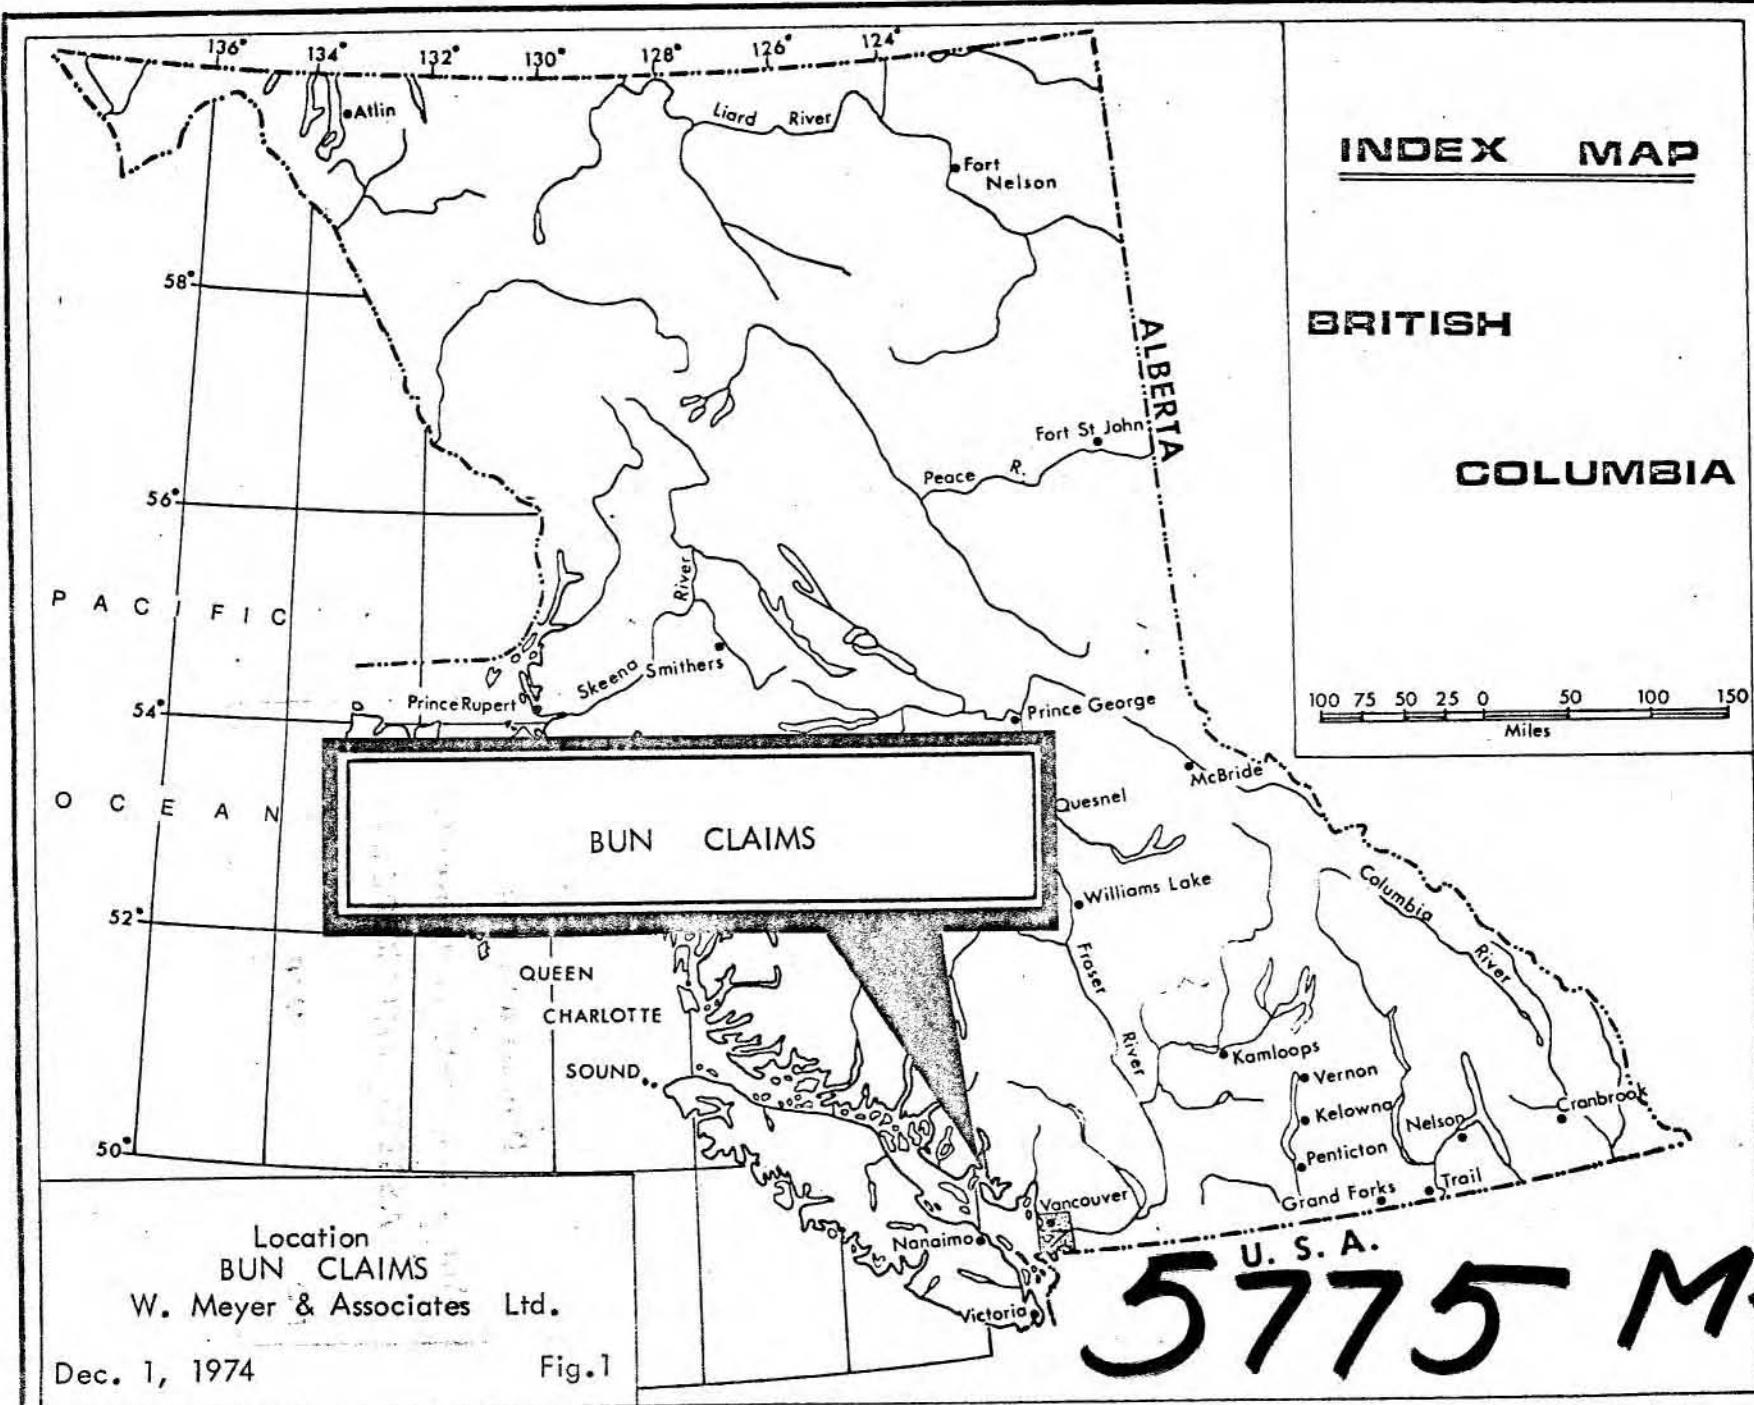 136° 134° 132° 130° 128° 126° 124°
Atlin
Liard River
Fort
Nelson
INDEX MAP
58°
BRITISH
ALBERTA
Fort St John
Peace R.
COLUMBIA
56°
PACIFIC
River
Skeena
Smithers
Prince Rupert
54°
Prince George
100 75 50 25 0 50 100 150
Miles
McBride
OCEAN
Quesnel
BUN CLAIMS
Williams Lake
Columbia
River
52°
Fraser
River
QUEEN
CHARLOTTE
SOUND
Kamloops
Vernon
Kelowna
Nelson
Cranbrook
50°
Penticton
Trail
Grand Forks
Vancouver
Nanaimo
U. S. A.
Victoria
5775
Location
BUN CLAIMS
W. Meyer & Associates Ltd.
Dec. 1, 1974
Fig.1